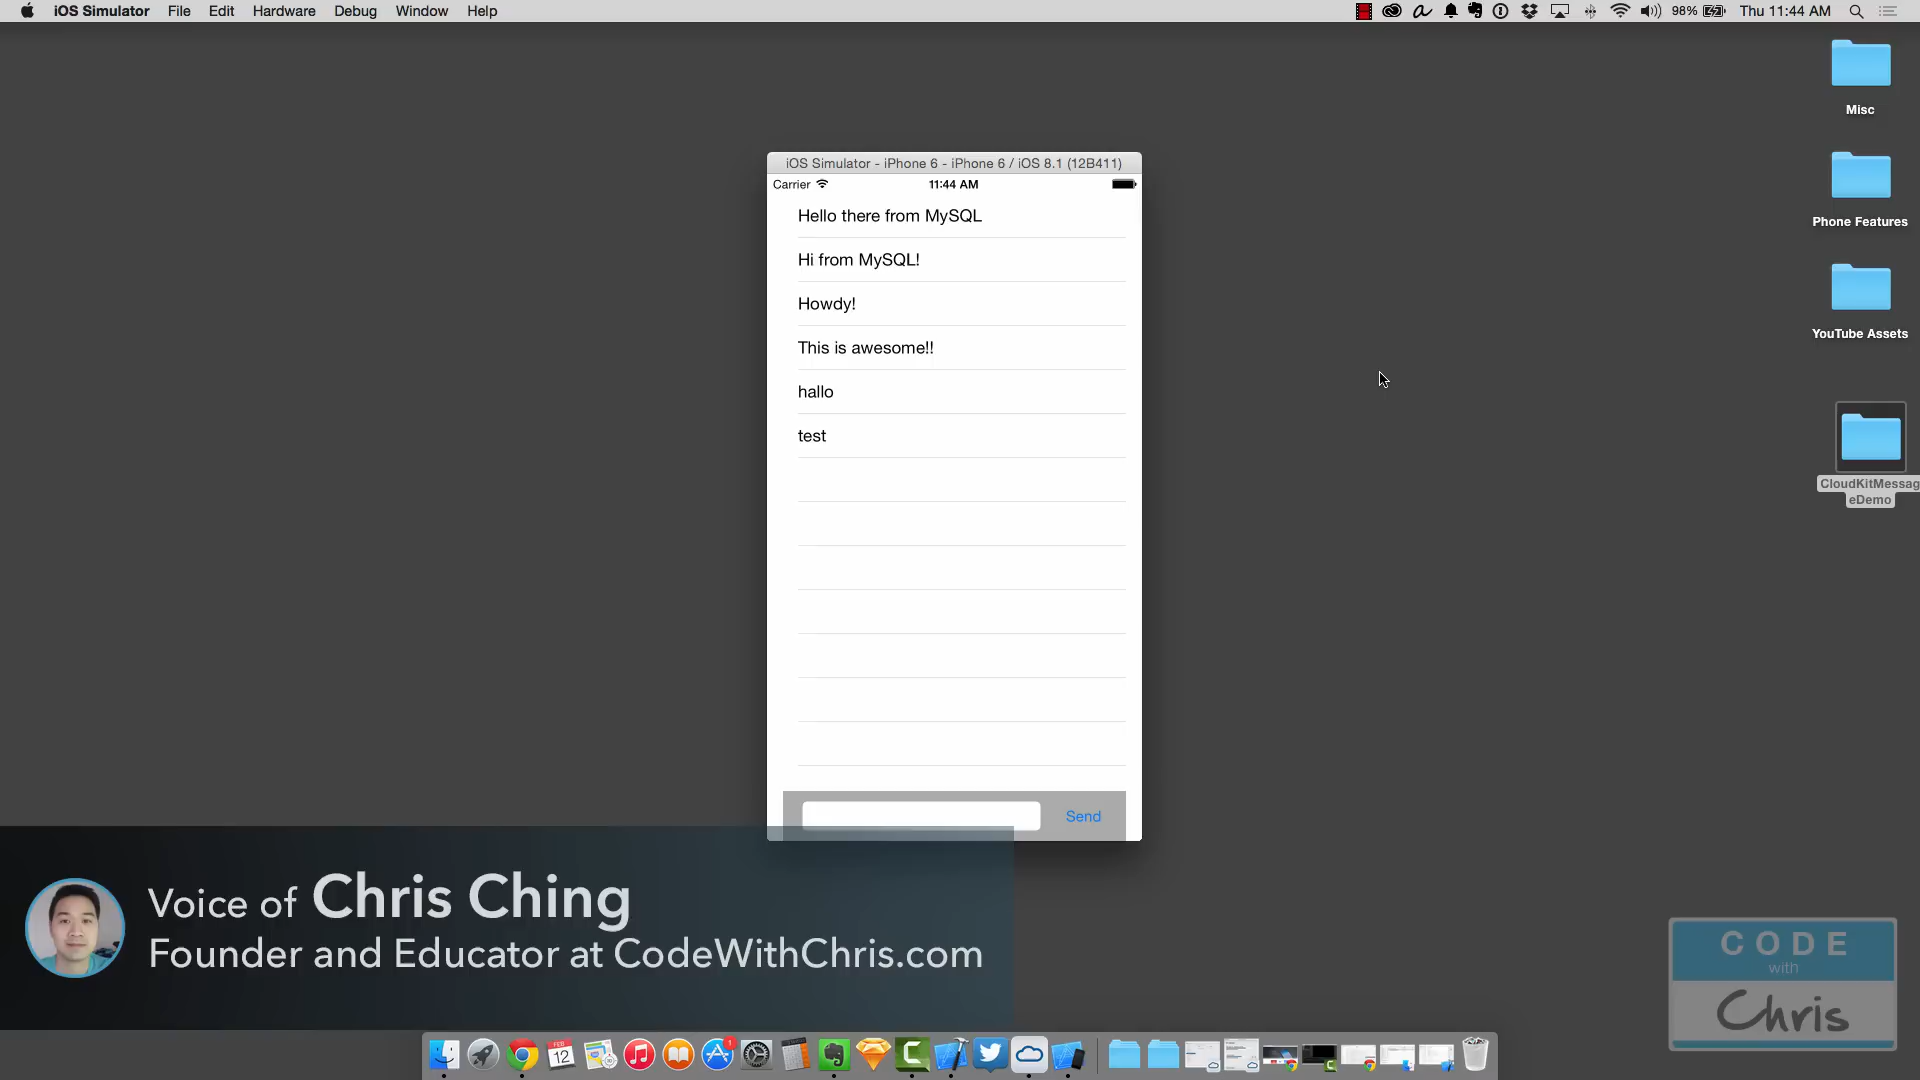 iOS Simulator File Edit Hardware Debug Window Help
98% Thu 11:44 AM
Misc
Phone Features
YouTube Assets
CloudKitMessag
eDemo
iOS Simulator - iPhone 6 - iPhone 6 / iOS 8.1 (12B411)
Carrier 11:44 AM
Hello there from MySQL
Hi from MySQL!
Howdy!
This is awesome!!
hallo
test
Send
Voice of Chris Ching
Founder and Educator at CodeWithChris.com
CODE
with
Chris
FEB
12
1